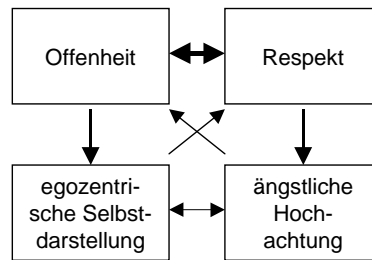 Offenheit
Respekt
egozentri-
sche Selbst-
darstellung
ängstliche
Hoch-
achtung